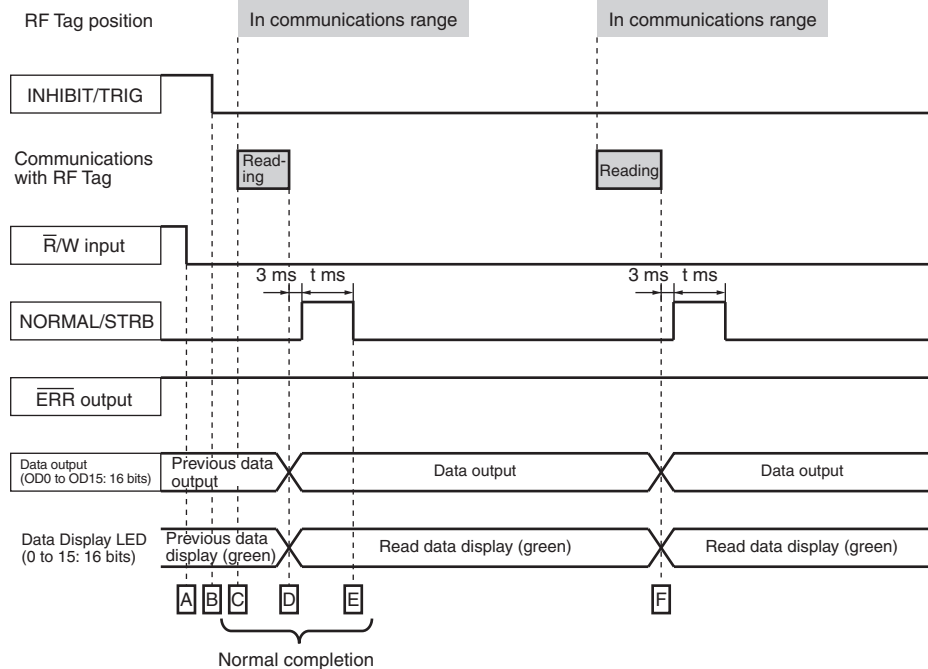 RF Tag position
In communications range
In communications range
INHIBIT/TRIG
Communications
with RF Tag
Read-
ing
Reading
R̅/W input
3 ms
t ms
3 ms
t ms
NORMAL/STRB
E̅R̅R̅ output
Data output
(OD0 to OD15: 16 bits)
Previous data
output
Data output
Data output
Data Display LED
(0 to 15: 16 bits)
Previous data
display (green)
Read data display (green)
Read data display (green)
A
B
C
D
E
F
Normal completion